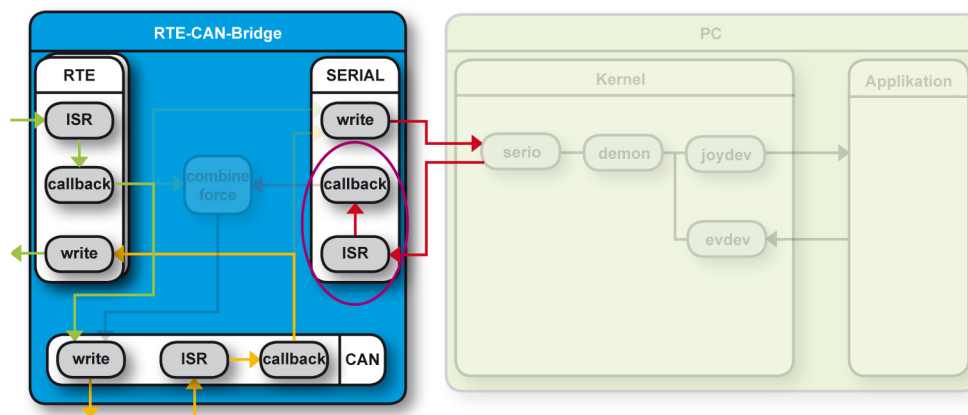 RTE-CAN-Bridge
RTE
ISR
callback
write
combine
force
SERIAL
write
callback
ISR
write
ISR
callback
CAN
PC
Kernel
serio
demon
joydev
evdev
Applikation